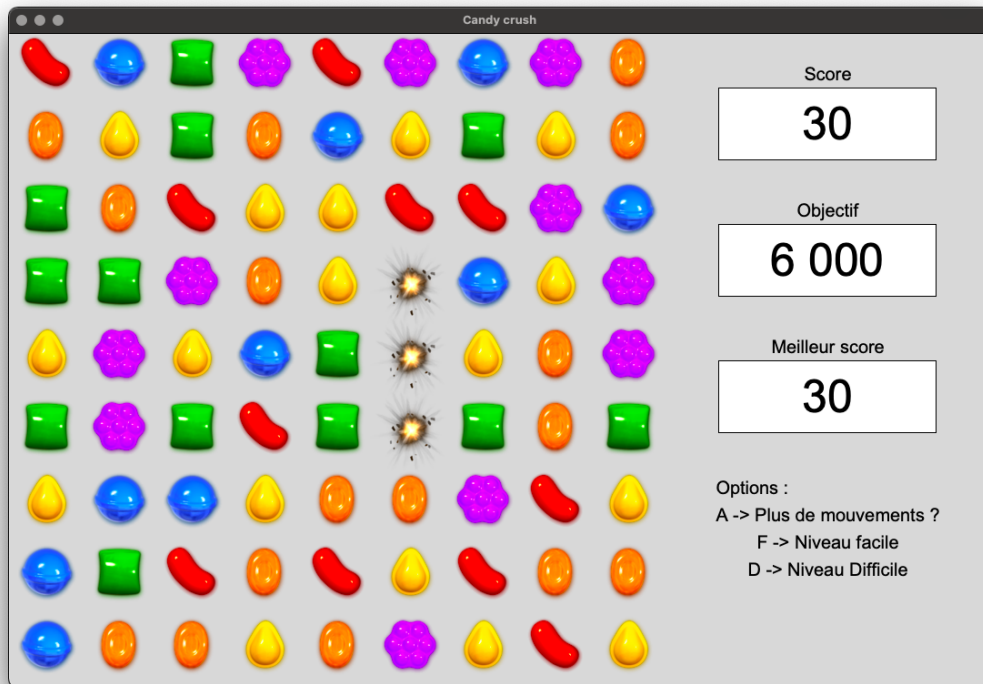 Candy crush
Score
30
Objectif
6 000
Meilleur score
30
Options :
A -> Plus de mouvements ?
F -> Niveau facile
D -> Niveau Difficile